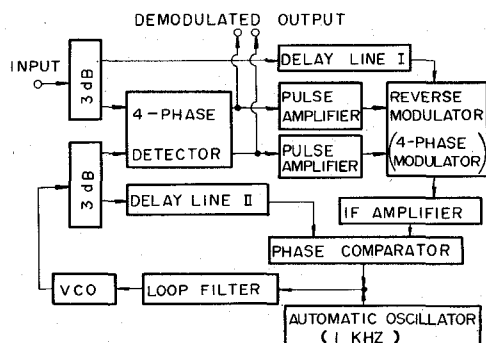 DEMODULATED OUTPUT
INPUT
3 dB
DELAY LINE I
4-PHASE
DETECTOR
PULSE
AMPLIFIER
REVERSE
MODULATOR
(4-PHASE
MODULATOR)
PULSE
AMPLIFIER
3 dB
DELAY LINE II
IF AMPLIFIER
PHASE COMPARATOR
VCO
LOOP FILTER
AUTOMATIC OSCILLATOR
(1 KHZ)